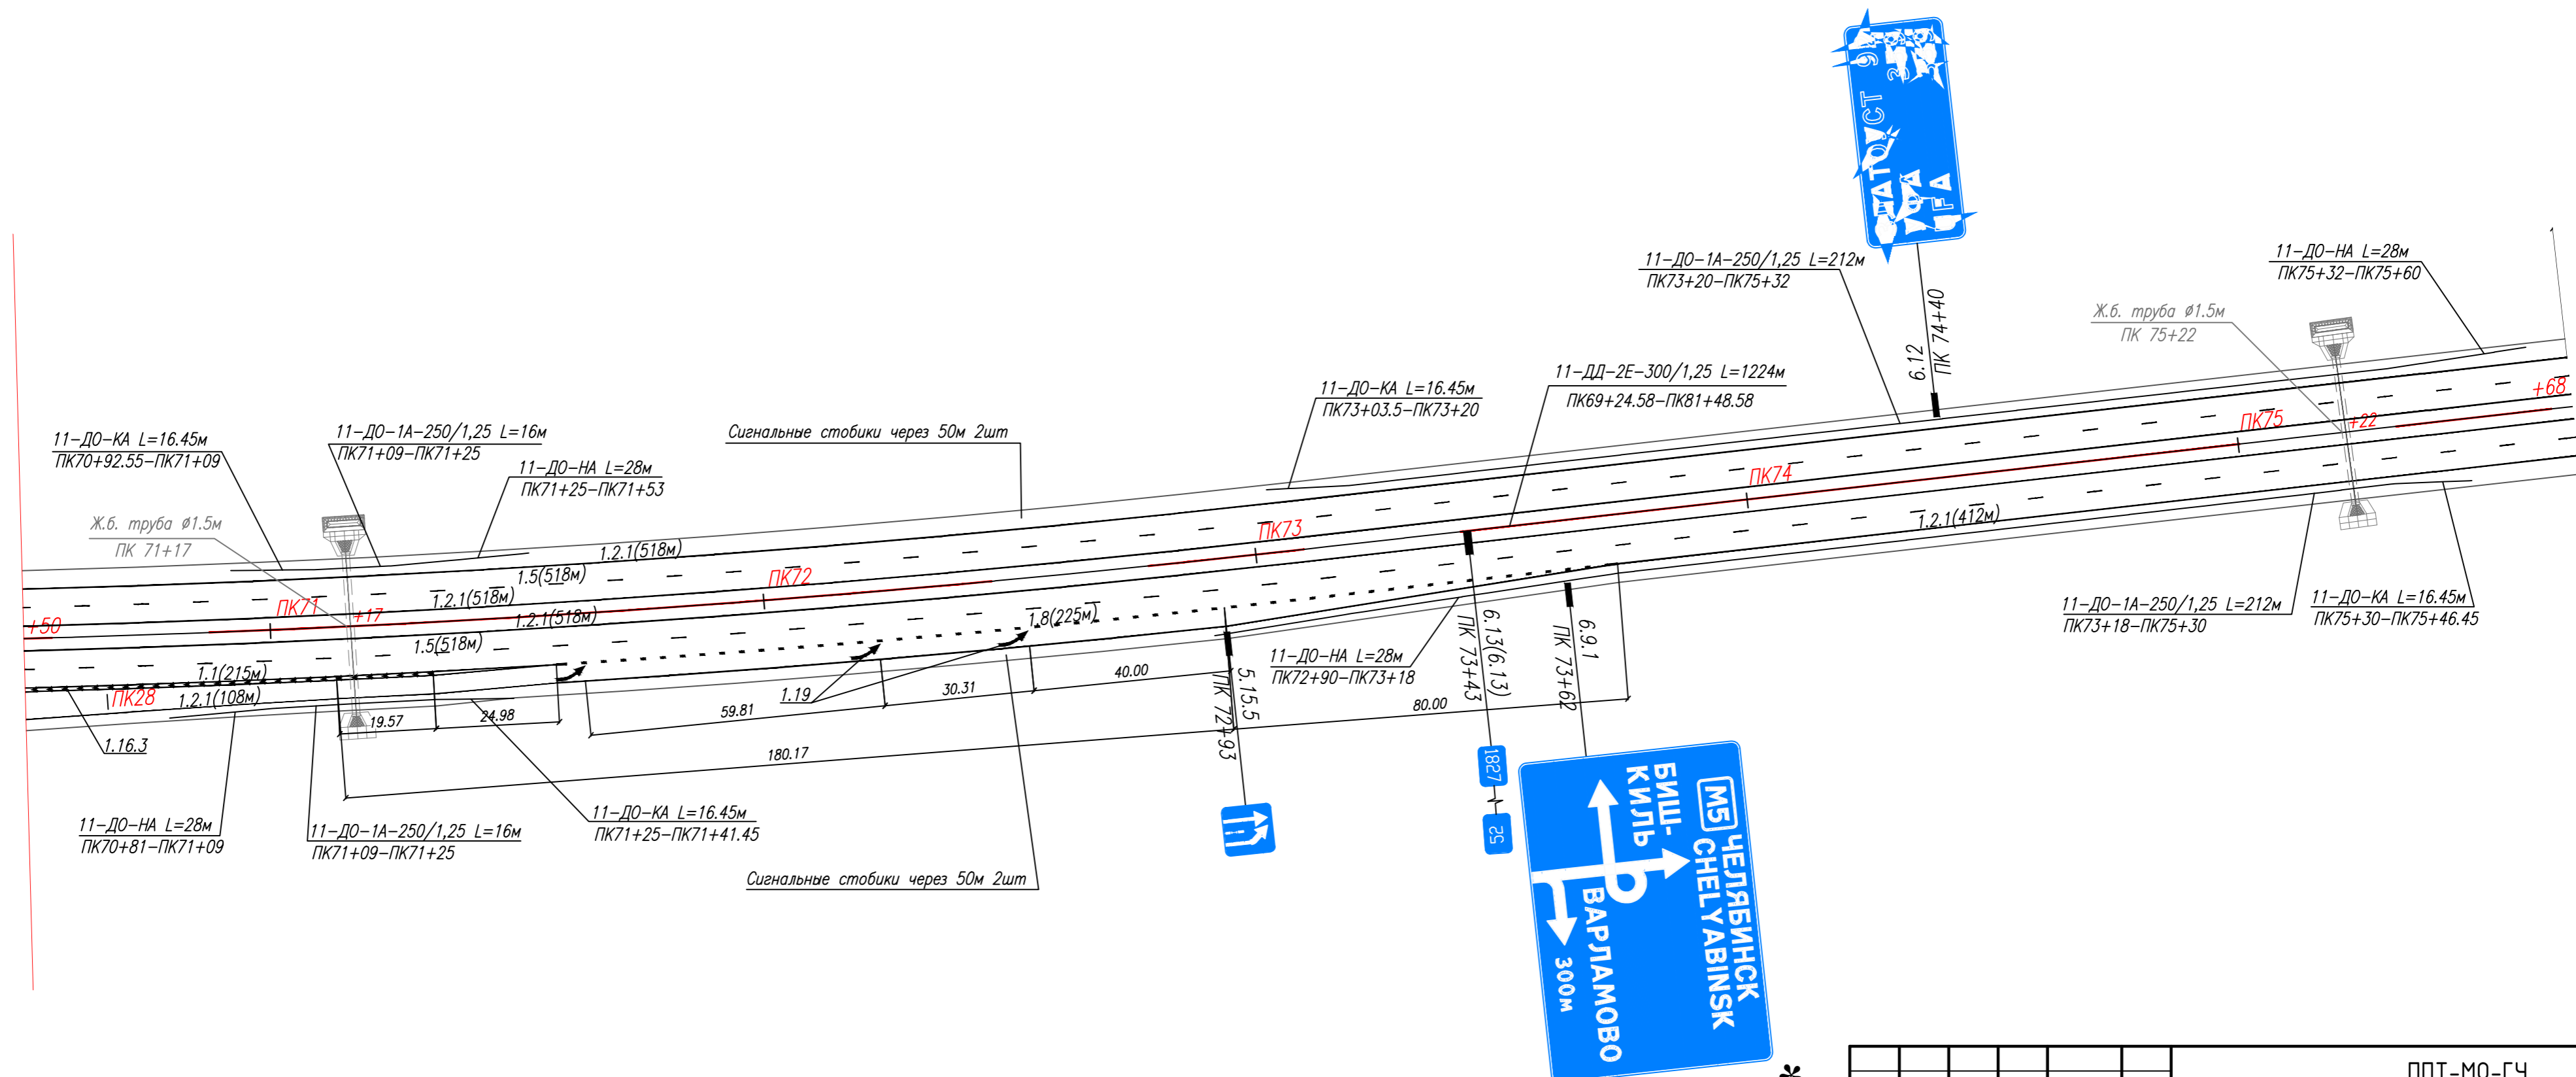 11-ДО-КА L=16.45м
ПК70+92.55-ПК71+09
11-ДО-1А-250/1,25 L=16м
ПК71+09-ПК71+25
11-ДО-НА L=28м
ПК71+25-ПК71+53
Ж.б. труба Ø1.5м
ПК 71+17
Сигнальные стобики через 50м 2шт
11-ДО-КА L=16.45м
ПК73+03.5-ПК73+20
11-ДД-2Е-300/1,25 L=1224м
ПК69+24.58-ПК81+48.58
11-ДО-1А-250/1,25 L=212м
ПК73+20-ПК75+32
УФА
UFA
6.12
ПК 74+40
Ж.б. труба Ø1.5м
ПК 75+22
11-ДО-НА L=28м
ПК75+32-ПК75+60
+50
ПК71
+17
ПК72
ПК73
ПК74
ПК75
+22
+68
ПК28
1.2.1(518м)
1.5(518м)
1.2.1(518м)
1.2.1(518м)
1.5(518м)
1.1(215м)
1.2.1(108м)
1.8(225м)
1.2.1(412м)
1.16.3
1.19
19.57
24.98
59.81
30.31
40.00
80.00
180.17
11-ДО-НА L=28м
ПК70+81-ПК71+09
11-ДО-1А-250/1,25 L=16м
ПК71+09-ПК71+25
11-ДО-КА L=16.45м
ПК71+25-ПК71+41.45
Сигнальные стобики через 50м 2шт
5.15.5
ПК 72+93
11-ДО-НА L=28м
ПК72+90-ПК73+18
6.13(6.13)
ПК 73+43
1827
25
6.9.1
ПК 73+62
М5 ЧЕЛЯБИНСК
CHELYABINSK
БИШ-
КИЛЬ
ВАРЛАМОВО
300м
11-ДО-1А-250/1,25 L=212м
ПК73+18-ПК75+30
11-ДО-КА L=16.45м
ПК75+30-ПК75+46.45
*
ППТ-МО-ГЧ